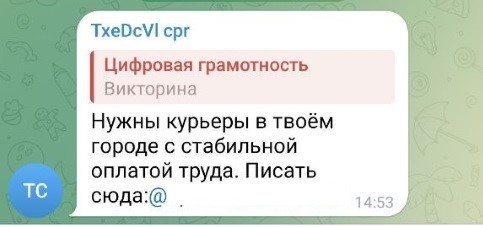 TxeDcVl cpr
Цифровая грамотность
Викторина
Нужны курьеры в твоём
городе с стабильной
оплатой труда. Писать
сюда:@
14:53
TC